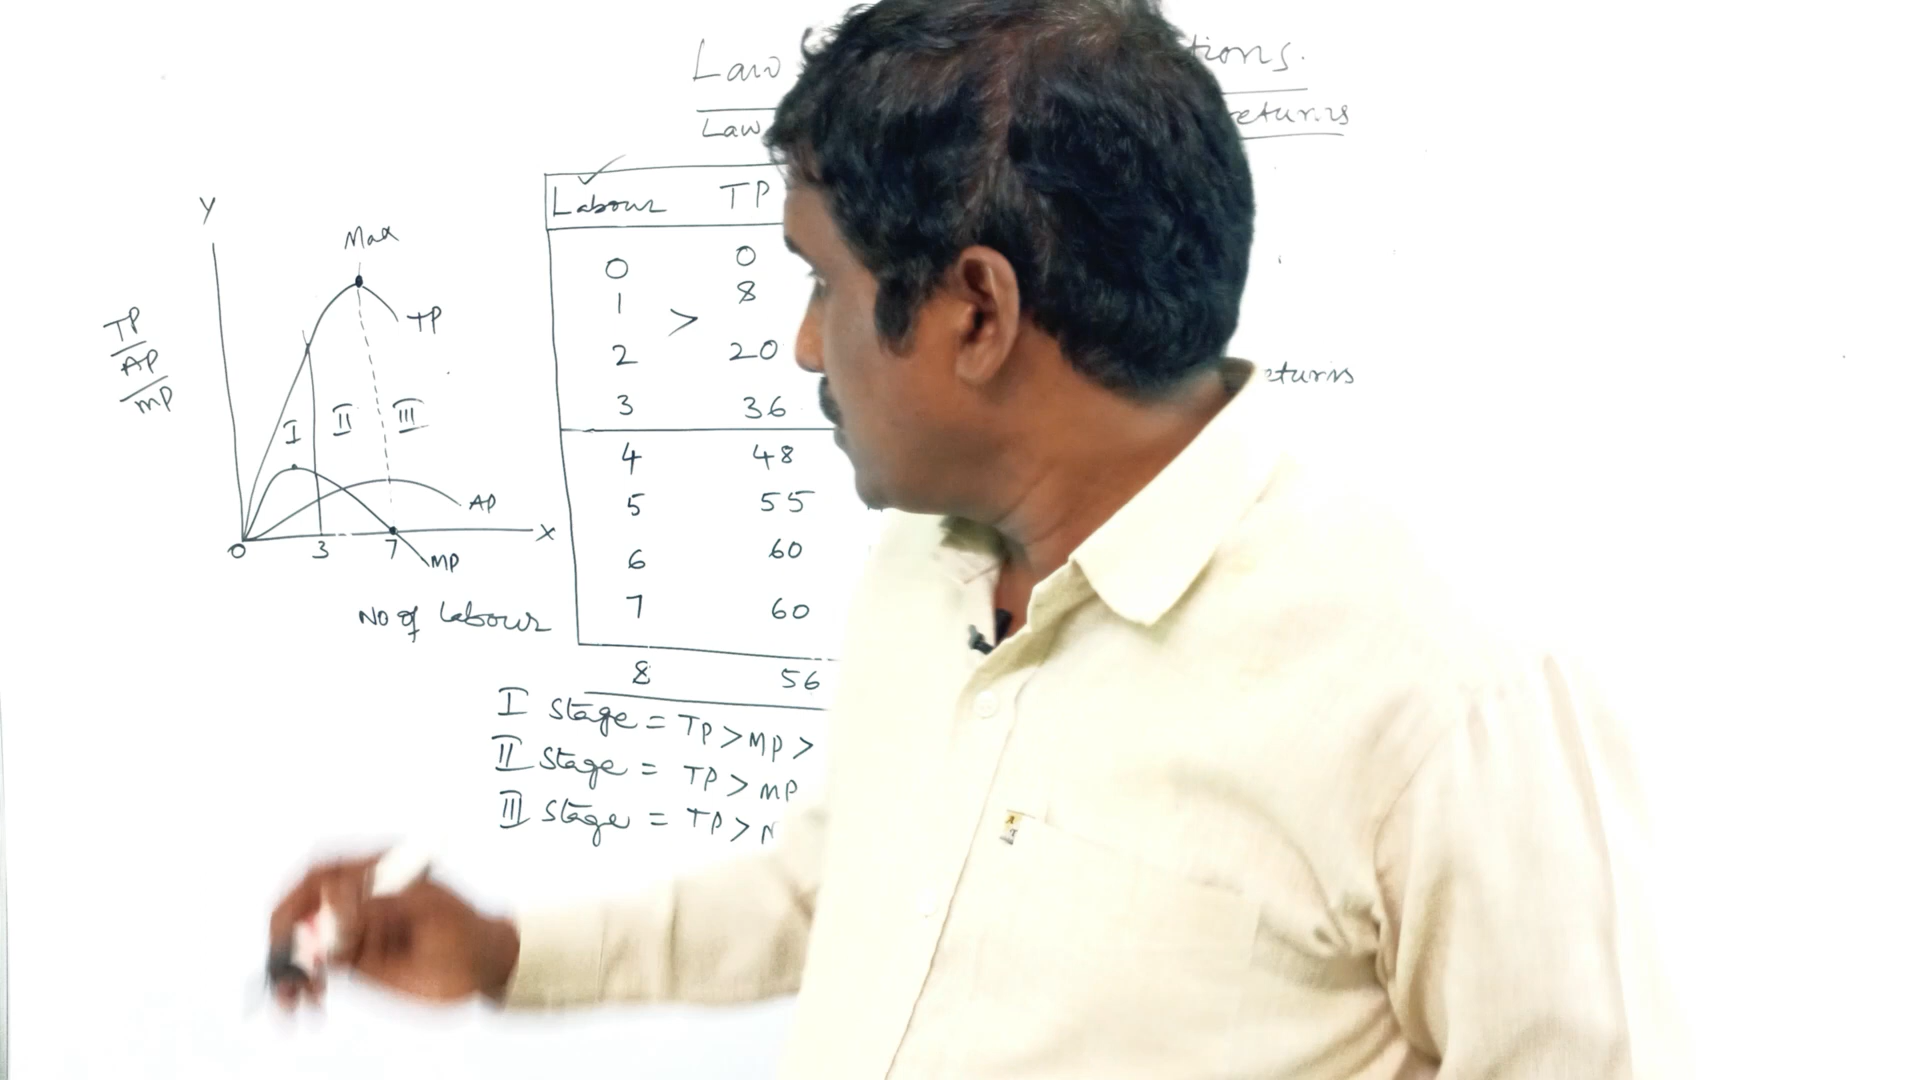 Law tions.
Law returns
Y
Max
TP
TP
AP
MP
I II III
AP
0 3 7 X
MP
No of Labour
Labour TP
0 0
1 > 8
2 20
3 36
4 48
5 55
6 60
7 60
8 56
eturns
I Stage = TP > MP >
II Stage = TP > MP
III Stage = TP >